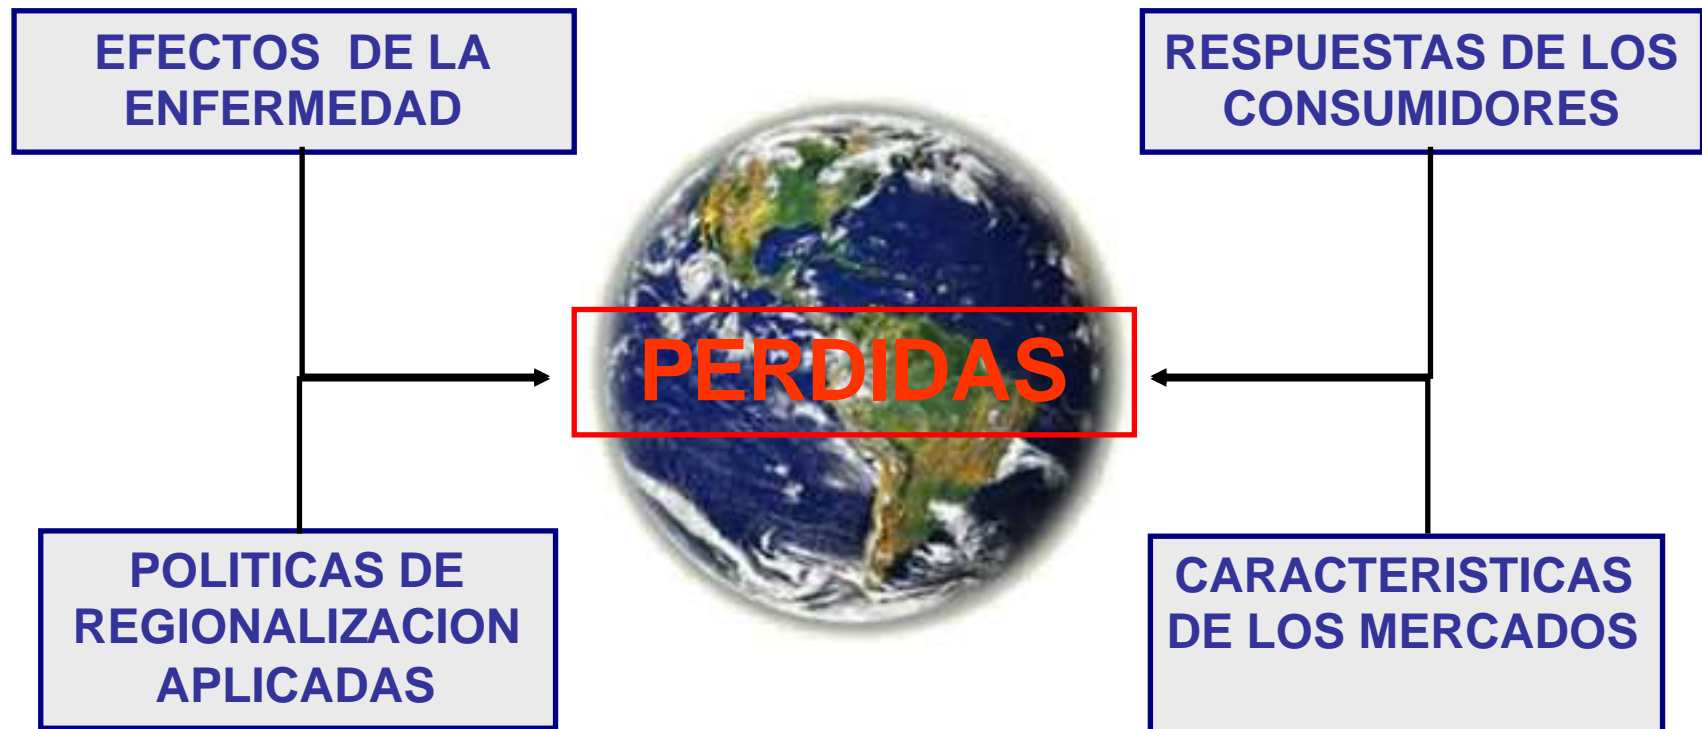 EFECTOS DE LA
ENFERMEDAD
RESPUESTAS DE LOS
CONSUMIDORES
PERDIDAS
POLITICAS DE
REGIONALIZACION
APLICADAS
CARACTERISTICAS
DE LOS MERCADOS